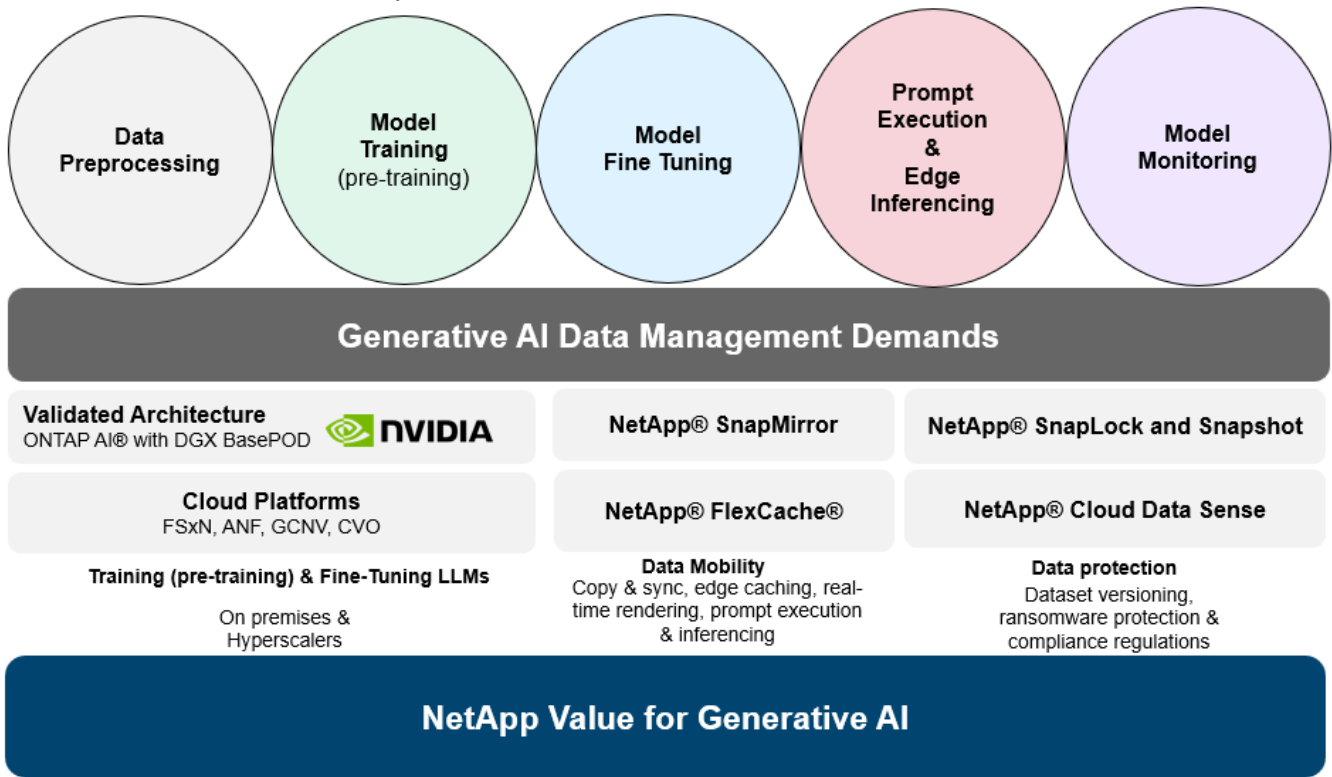 Data
Preprocessing
Model
Training
(pre-training)
Model
Fine Tuning
Prompt
Execution
&
Edge
Inferencing
Model
Monitoring
Generative AI Data Management Demands
Validated Architecture
ONTAP AI® with DGX BasePOD
NVIDIA
NetApp® SnapMirror
NetApp® SnapLock and Snapshot
Cloud Platforms
FSxN, ANF, GCNV, CVO
NetApp® FlexCache®
NetApp® Cloud Data Sense
Training (pre-training) & Fine-Tuning LLMs
On premises &
Hyperscalers
Data Mobility
Copy & sync, edge caching, real-
time rendering, prompt execution
& inferencing
Data protection
Dataset versioning,
ransomware protection &
compliance regulations
NetApp Value for Generative AI